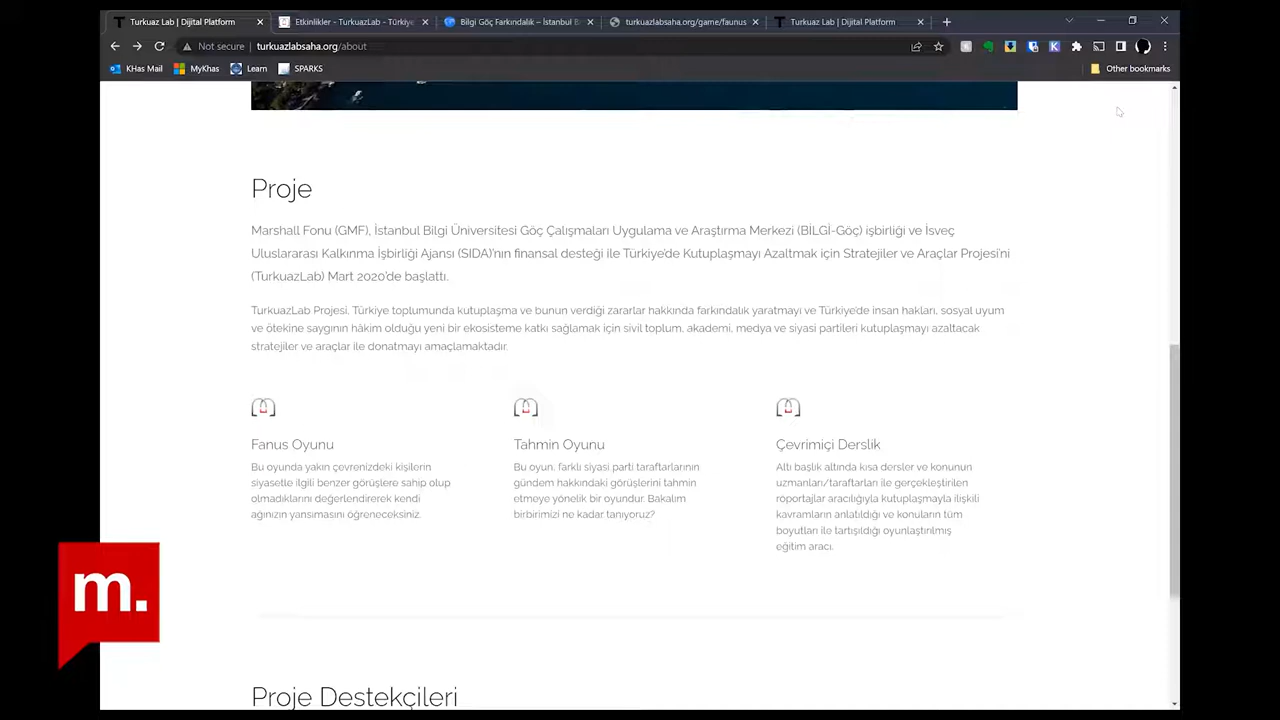 Turkuaz Lab | Dijital Platform
Etkinlikler - TurkuazLab - Türkiye
Bilgi Göç Farkındalık – İstanbul B
turkuazlabsaha.org/game/faunus
Turkuaz Lab | Dijital Platform
Not secure
turkuazlabsaha.org/about
KHas Mail
MyKhas
Learn
SPARKS
Other bookmarks
Proje
Marshall Fonu (GMF), İstanbul Bilgi Üniversitesi Göç Çalışmaları Uygulama ve Araştırma Merkezi (BİLGİ-Göç) işbirliği ve İsveç
Uluslararası Kalkınma İşbirliği Ajansı (SIDA)'nın finansal desteği ile Türkiye'de Kutuplaşmayı Azaltmak için Stratejiler ve Araçlar Projesi'ni
(TurkuazLab) Mart 2020'de başlattı.
TurkuazLab Projesi, Türkiye toplumunda kutuplaşma ve bunun verdiği zararlar hakkında farkındalık yaratmayı ve Türkiye'de insan hakları, sosyal uyum
ve ötekine saygının hâkim olduğu yeni bir ekosisteme katkı sağlamak için sivil toplum, akademi, medya ve siyasi partileri kutuplaşmayı azaltacak
stratejiler ve araçlar ile donatmayı amaçlamaktadır.
Fanus Oyunu
Bu oyunda yakın çevrenizdeki kişilerin
siyasetle ilgili benzer görüşlere sahip olup
olmadıklarını değerlendirerek kendi
ağınızın yansımasını öğreneceksiniz.
Tahmin Oyunu
Bu oyun, farklı siyasi parti taraftarlarının
gündem hakkındaki görüşlerini tahmin
etmeye yönelik bir oyundur. Bakalım
birbirimizi ne kadar tanıyoruz?
Çevrimiçi Derslik
Altı başlık altında kısa dersler ve konunun
uzmanları/taraftarları ile gerçekleştirilen
röportajlar aracılığıyla kutuplaşmayla ilişkili
kavramların anlatıldığı ve konuların tüm
boyutları ile tartışıldığı oyunlaştırılmış
eğitim aracı.
m.
Proje Destekçileri